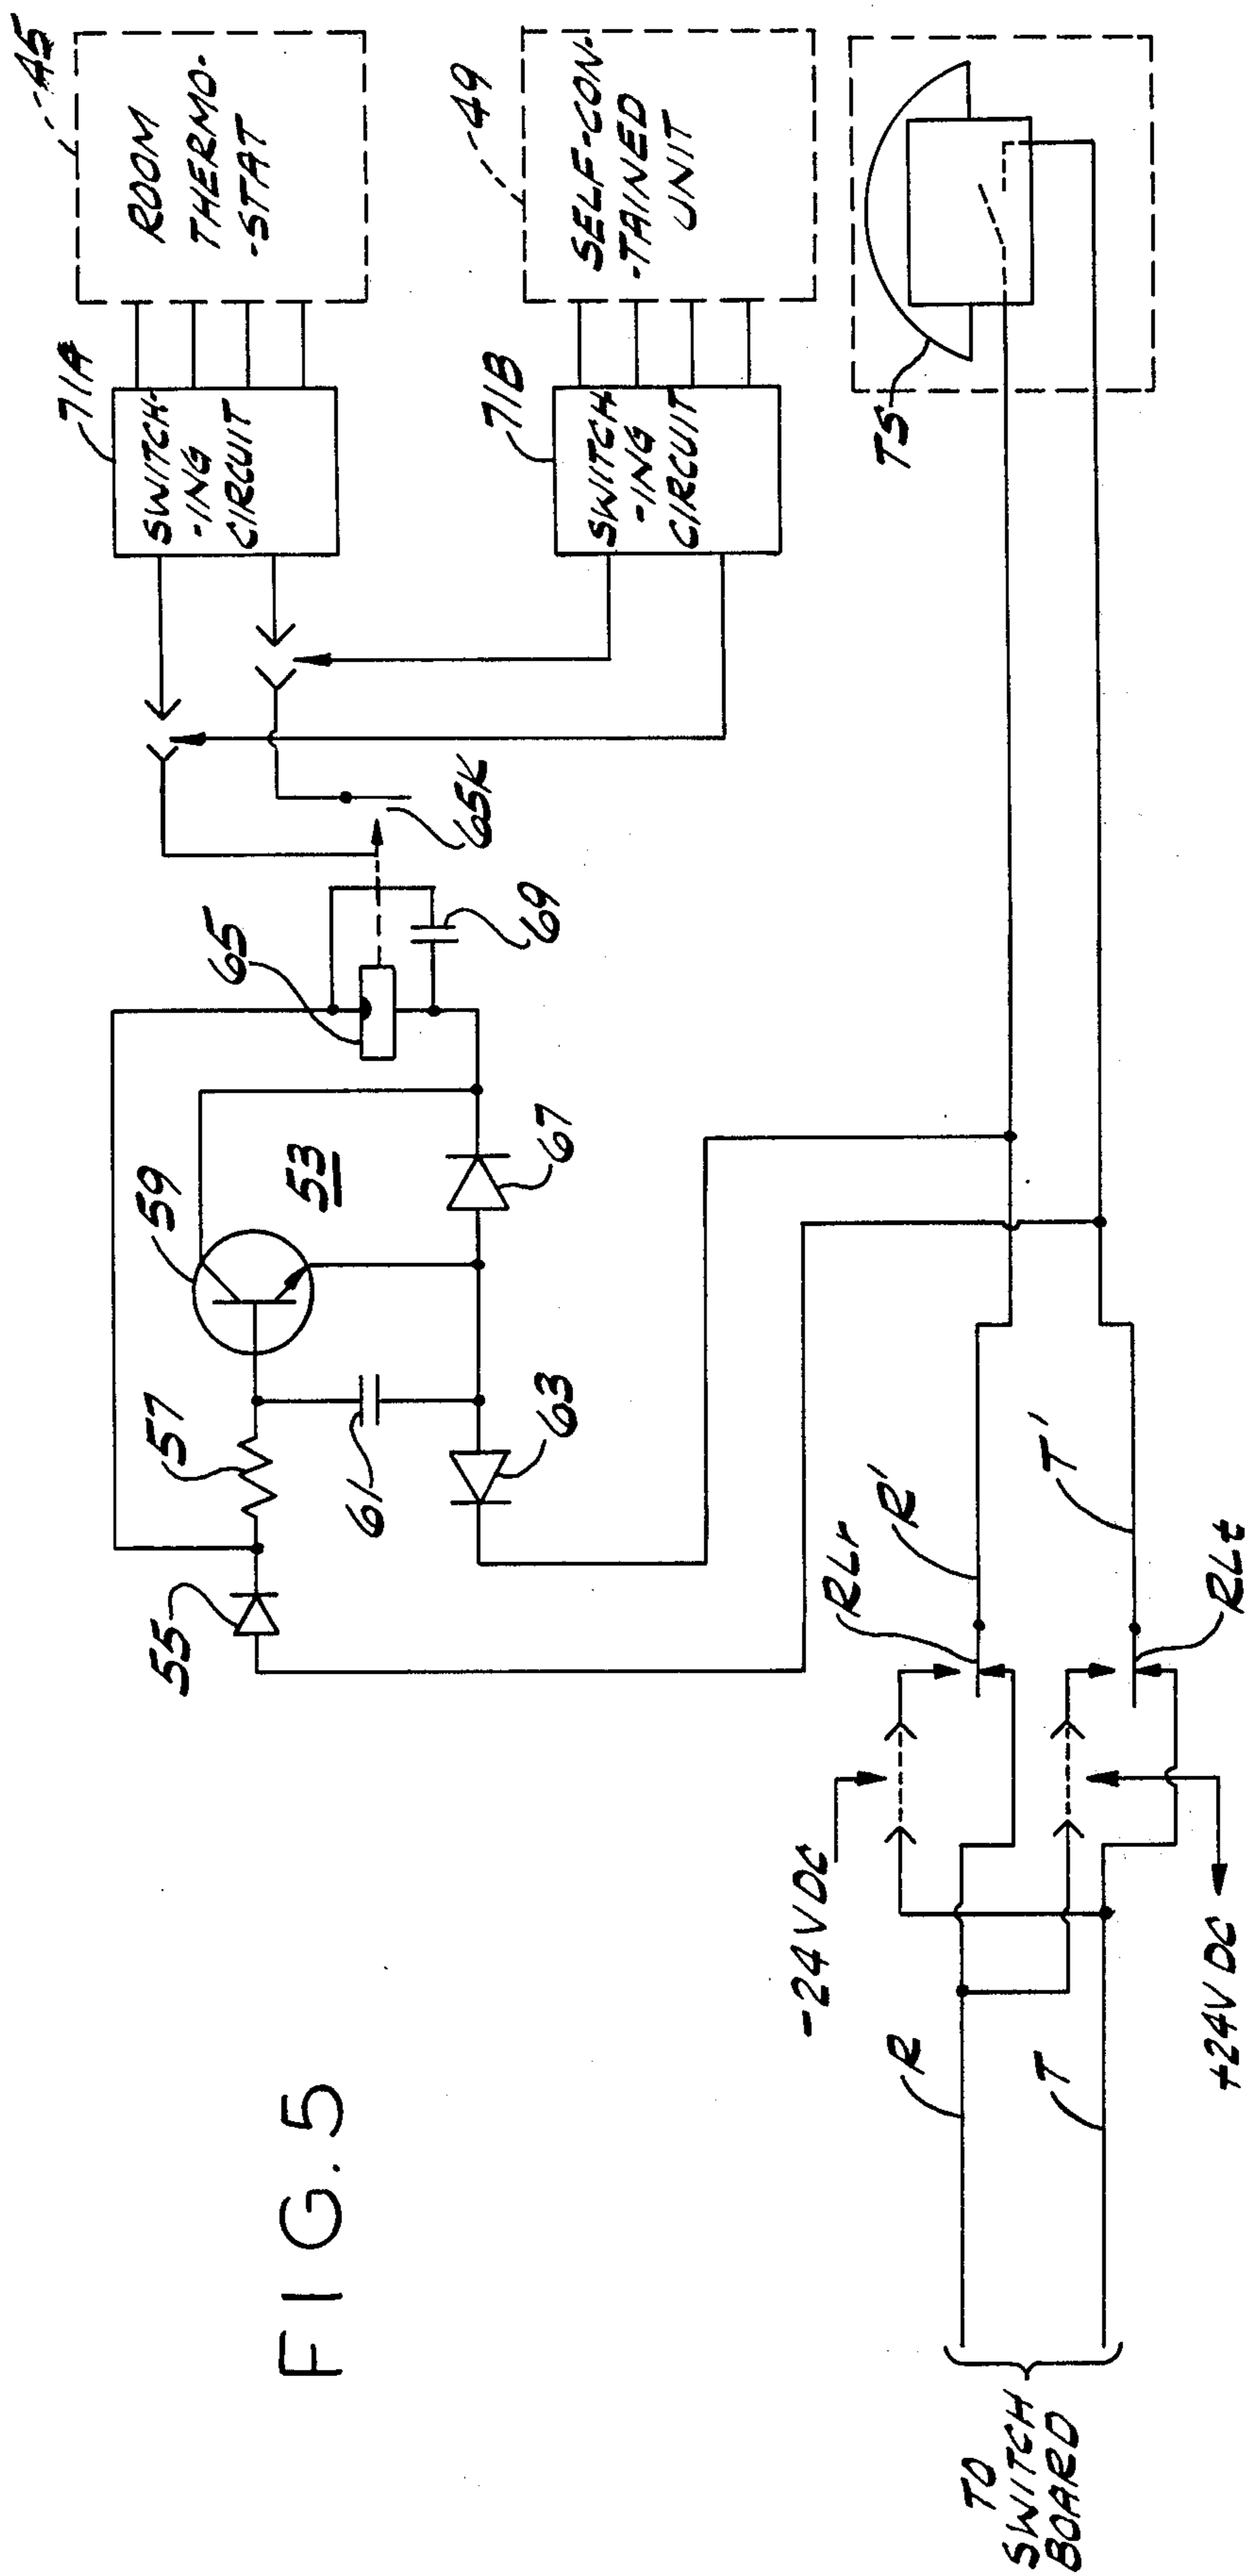 FIG. 5
45
ROOM
THERMO-
-STAT
71A
SWITCH-
-ING
CIRCUIT
49
SELF-CON-
-TAINED
UNIT
71B
SWITCH
-ING
CIRCUIT
TS
65K
65
69
59
53
67
57
61
63
55
RLr
R'
T'
RLt
-24VDC
+24VDC
R
T
TO
SWITCH
BOARD